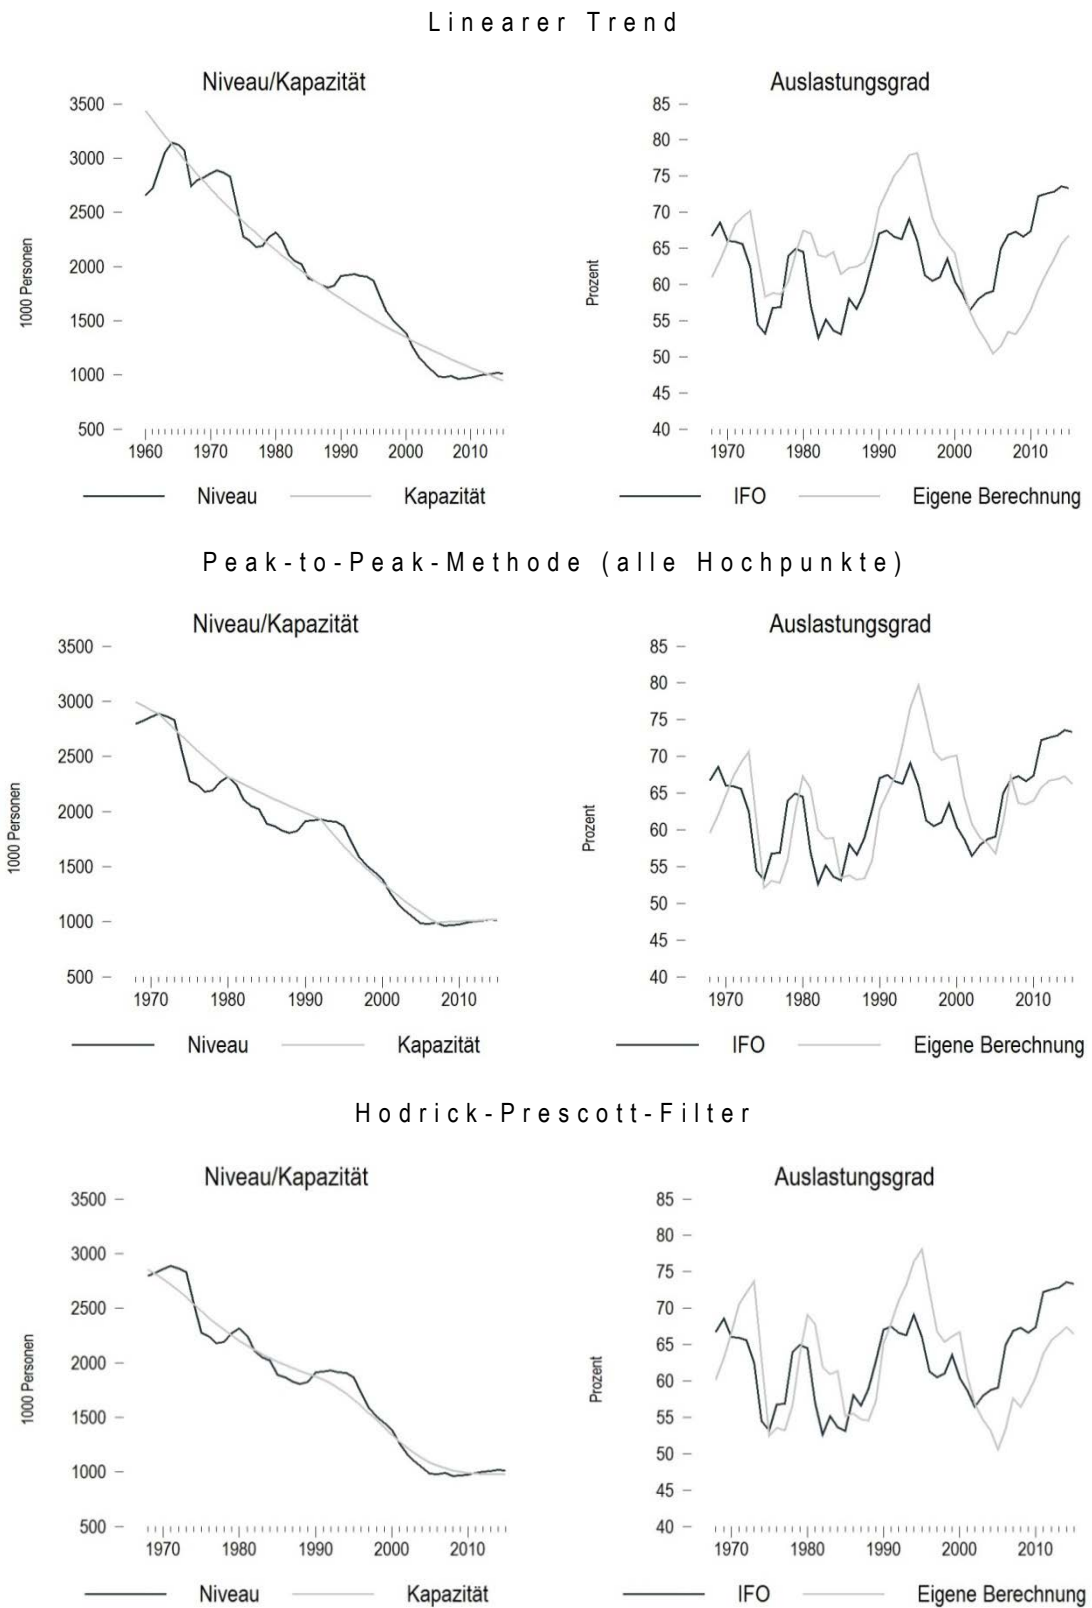 Linearer Trend
Niveau/Kapazität
Auslastungsgrad
3500
3000
2500
2000
1500
1000
500
1000 Personen
1960 1970 1980 1990 2000 2010
Niveau Kapazität
85
80
75
70
65
60
55
50
45
40
Prozent
1970 1980 1990 2000 2010
IFO Eigene Berechnung
Peak-to-Peak-Methode (alle Hochpunkte)
Niveau/Kapazität
Auslastungsgrad
3500
3000
2500
2000
1500
1000
500
1000 Personen
1970 1980 1990 2000 2010
Niveau Kapazität
85
80
75
70
65
60
55
50
45
40
Prozent
1970 1980 1990 2000 2010
IFO Eigene Berechnung
Hodrick-Prescott-Filter
Niveau/Kapazität
Auslastungsgrad
3500
3000
2500
2000
1500
1000
500
1000 Personen
1970 1980 1990 2000 2010
Niveau Kapazität
85
80
75
70
65
60
55
50
45
40
Prozent
1970 1980 1990 2000 2010
IFO Eigene Berechnung